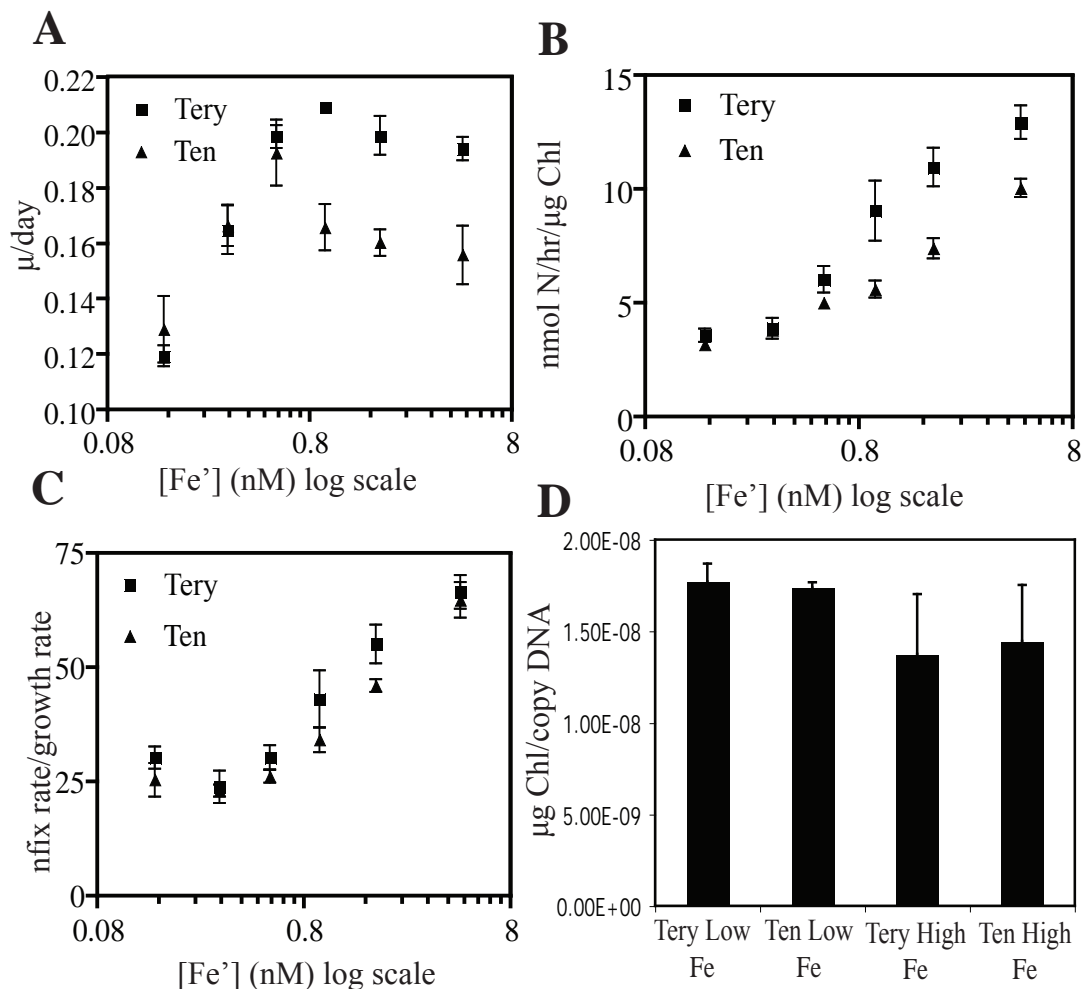 A
0.22
0.20
0.18
0.16
0.14
0.12
0.10
μ/day
Tery
Ten
0.08
0.8
8
[Fe'] (nM) log scale
B
15
10
5
0
nmol N/hr/μg Chl
Tery
Ten
0.08
0.8
8
[Fe'] (nM) log scale
C
75
50
25
0
nfix rate/growth rate
Tery
Ten
0.08
0.8
8
[Fe'] (nM) log scale
D
2.00E-08
1.50E-08
1.00E-08
5.00E-09
0.00E+00
μg Chl/copy DNA
Tery Low
Fe
Ten Low
Fe
Tery High
Fe
Ten High
Fe